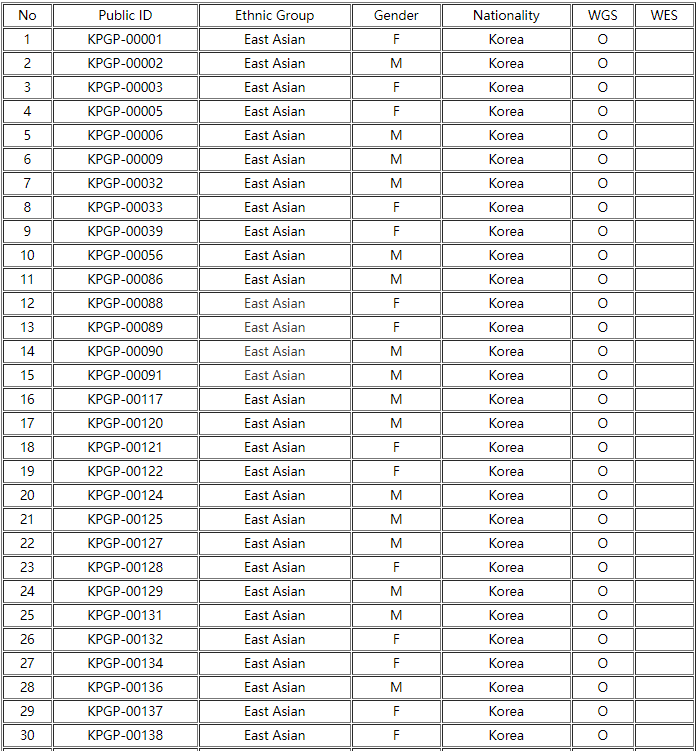 No Public ID Ethnic Group Gender Nationality WGS WES
1 KPGP-00001 East Asian F Korea O
2 KPGP-00002 East Asian M Korea O
3 KPGP-00003 East Asian F Korea O
4 KPGP-00005 East Asian F Korea O
5 KPGP-00006 East Asian M Korea O
6 KPGP-00009 East Asian M Korea O
7 KPGP-00032 East Asian M Korea O
8 KPGP-00033 East Asian F Korea O
9 KPGP-00039 East Asian F Korea O
10 KPGP-00056 East Asian M Korea O
11 KPGP-00086 East Asian M Korea O
12 KPGP-00088 East Asian F Korea O
13 KPGP-00089 East Asian F Korea O
14 KPGP-00090 East Asian M Korea O
15 KPGP-00091 East Asian M Korea O
16 KPGP-00117 East Asian M Korea O
17 KPGP-00120 East Asian M Korea O
18 KPGP-00121 East Asian F Korea O
19 KPGP-00122 East Asian F Korea O
20 KPGP-00124 East Asian M Korea O
21 KPGP-00125 East Asian M Korea O
22 KPGP-00127 East Asian M Korea O
23 KPGP-00128 East Asian F Korea O
24 KPGP-00129 East Asian M Korea O
25 KPGP-00131 East Asian M Korea O
26 KPGP-00132 East Asian F Korea O
27 KPGP-00134 East Asian F Korea O
28 KPGP-00136 East Asian M Korea O
29 KPGP-00137 East Asian F Korea O
30 KPGP-00138 East Asian F Korea O